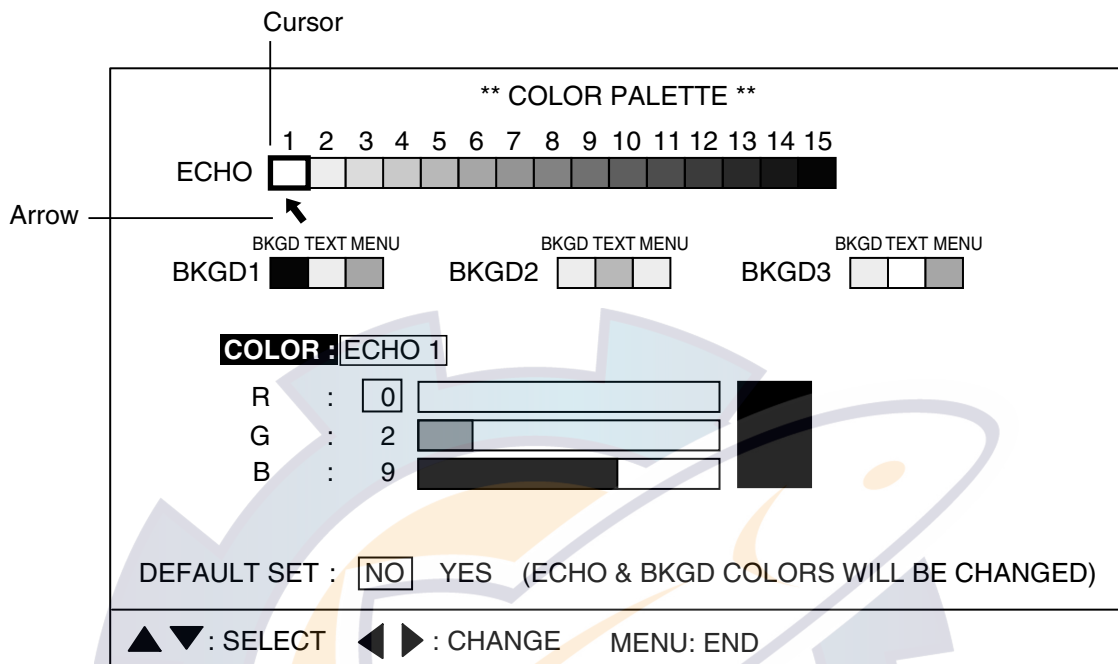 Cursor
** COLOR PALETTE **
1 2 3 4 5 6 7 8 9 10 11 12 13 14 15
ECHO
Arrow
BKGD TEXT MENU BKGD TEXT MENU BKGD TEXT MENU
BKGD1 BKGD2 BKGD3
COLOR : ECHO 1
R : 0
G : 2
B : 9
DEFAULT SET : NO YES (ECHO & BKGD COLORS WILL BE CHANGED)
▲ ▼ : SELECT ◀ ▶ : CHANGE MENU: END